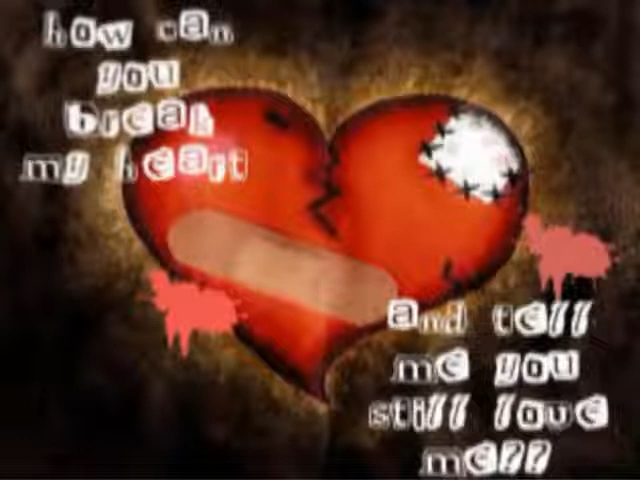 how can
you
break
my heart
and tell
me you
still love
me??